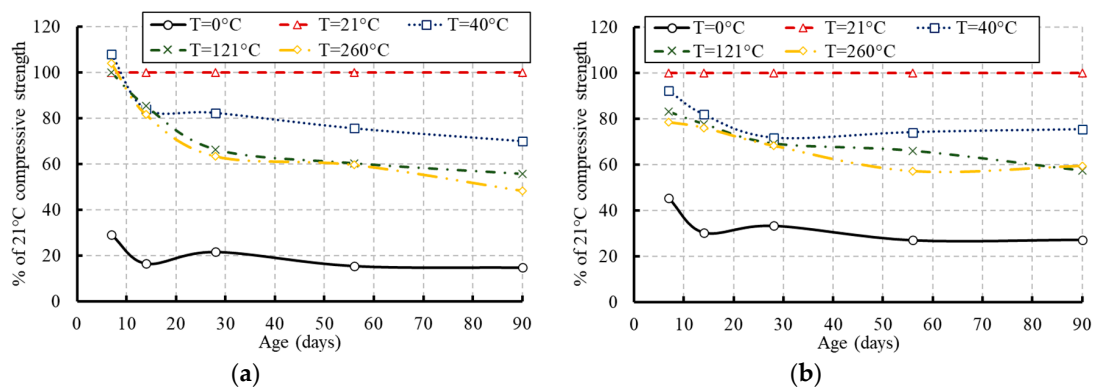 T=0°C T=21°C T=40°C
T=121°C T=260°C
% of 21°C compressive strength
120
100
80
60
40
20
0
0 10 20 30 40 50 60 70 80 90
Age (days)
(a)
T=0°C T=21°C T=40°C
T=121°C T=260°C
% of 21°C compressive strength
120
100
80
60
40
20
0
0 10 20 30 40 50 60 70 80 90
Age (days)
(b)